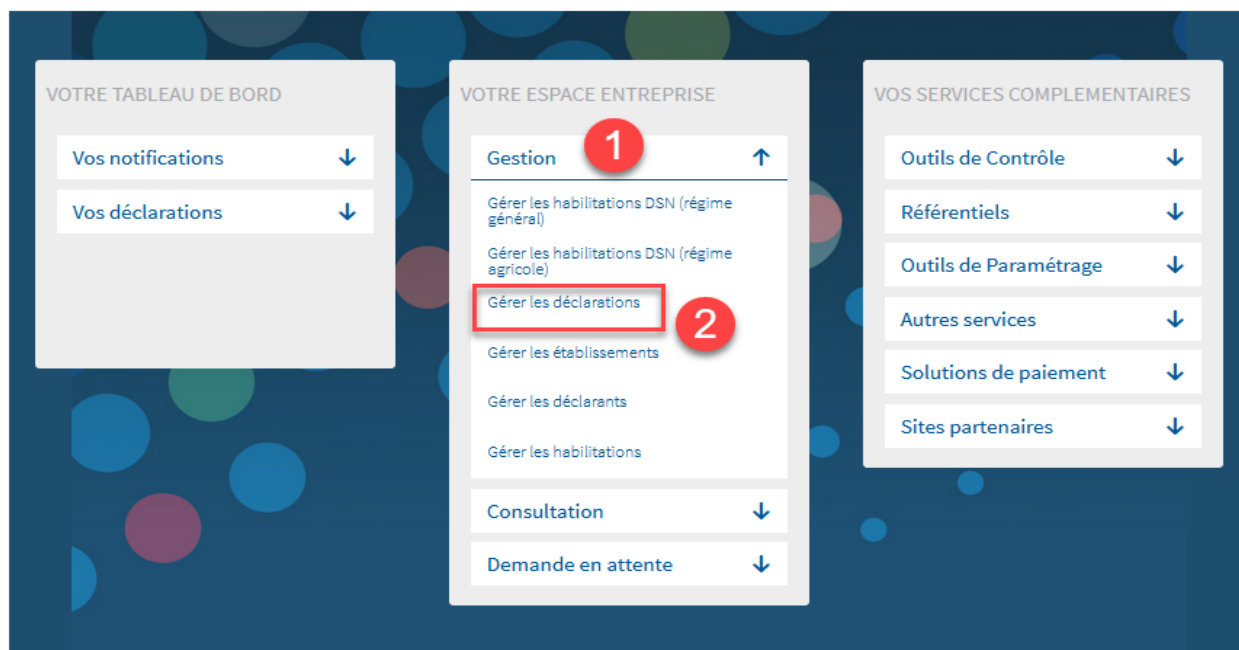 VOTRE TABLEAU DE BORD
Vos notifications
Vos déclarations
VOTRE ESPACE ENTREPRISE
Gestion
1
Gérer les habilitations DSN (régime
général)
Gérer les habilitations DSN (régime
agricole)
Gérer les déclarations
2
Gérer les établissements
Gérer les déclarants
Gérer les habilitations
Consultation
Demande en attente
VOS SERVICES COMPLEMENTAIRES
Outils de Contrôle
Référentiels
Outils de Paramétrage
Autres services
Solutions de paiement
Sites partenaires